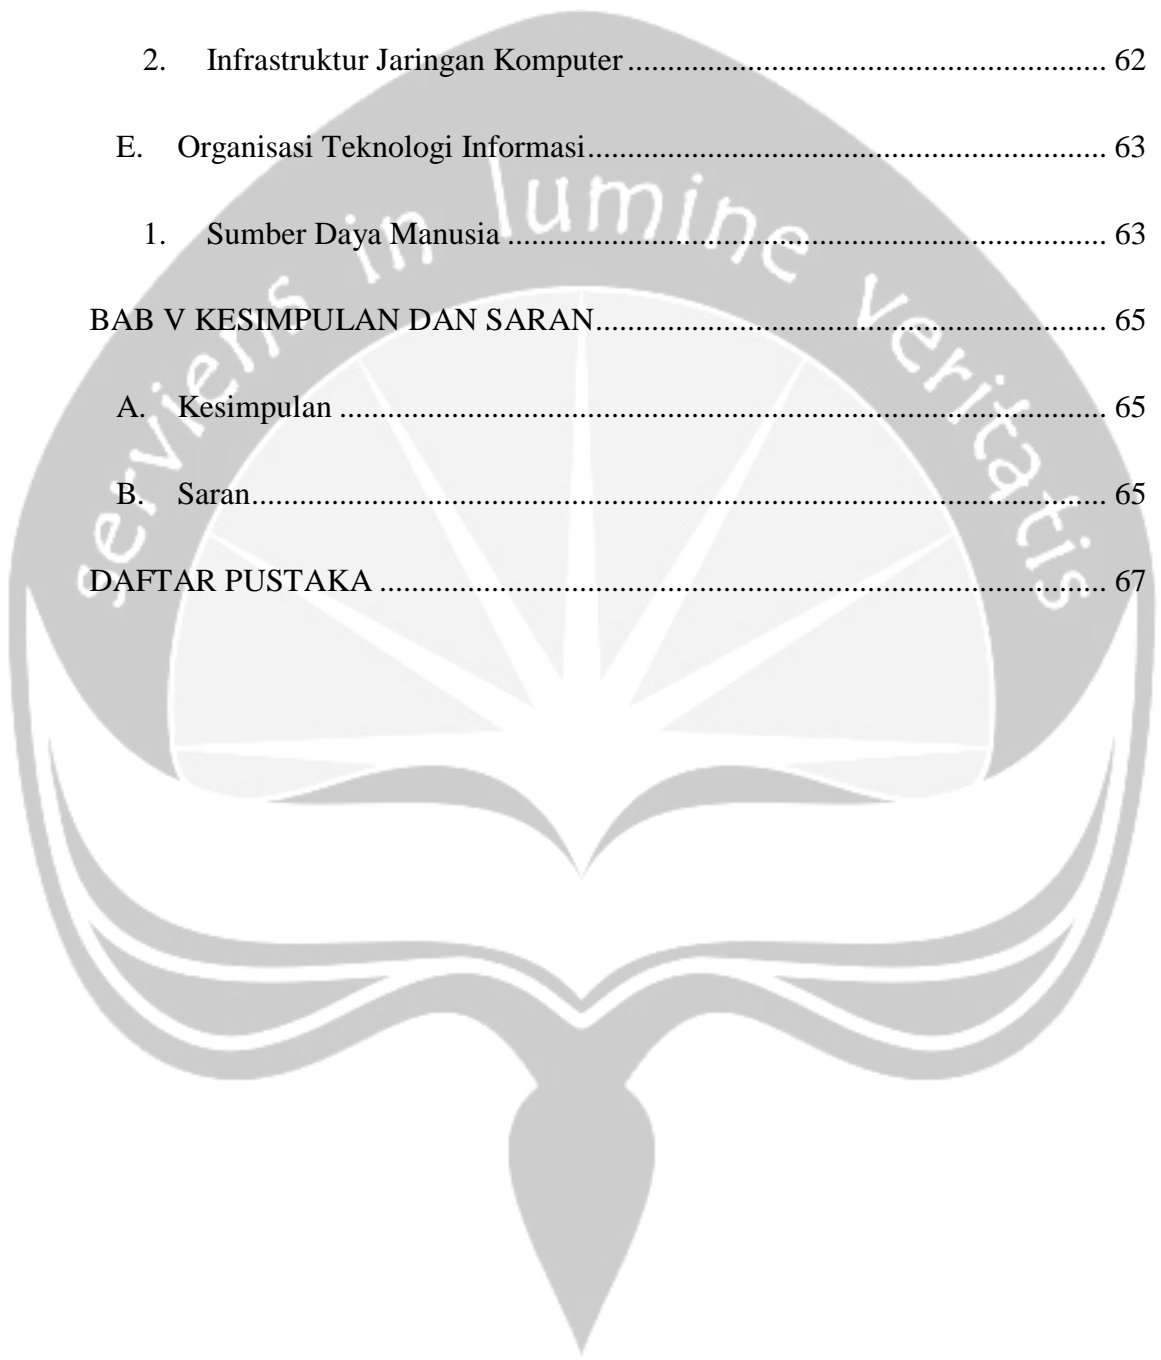 2. Infrastruktur Jaringan Komputer ............................................................ 62
E. Organisasi Teknologi Informasi ................................................................. 63
1. Sumber Daya Manusia ........................................................................... 63
BAB V KESIMPULAN DAN SARAN ................................................................ 65
A. Kesimpulan ................................................................................................ 65
B. Saran ........................................................................................................... 65
DAFTAR PUSTAKA ........................................................................................... 67
serviens in lumine veritatis